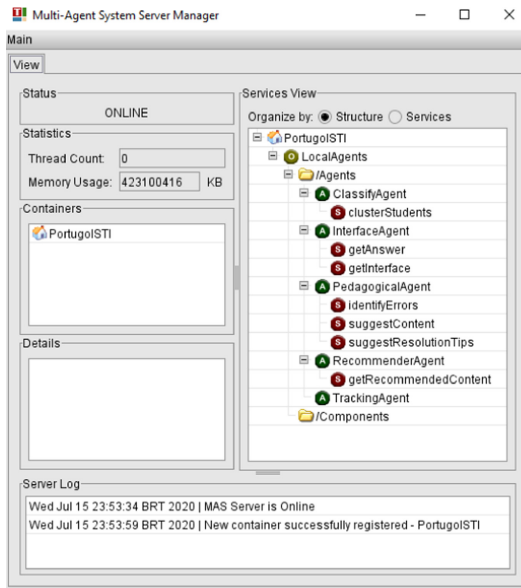 Multi-Agent System Server Manager
Main
View
Status
ONLINE
Statistics
Thread Count: 0
Memory Usage: 423100416 KB
Containers
PortugolSTI
Details
Services View
Organize by: Structure Services
PortugolSTI
O LocalAgents
/Agents
A ClassifyAgent
S clusterStudents
A InterfaceAgent
S getAnswer
S getInterface
A PedagogicalAgent
S identifyErrors
S suggestContent
S suggestResolutionTips
A RecommenderAgent
S getRecommendedContent
A TrackingAgent
/Components
Server Log
Wed Jul 15 23:53:34 BRT 2020 | MAS Server is Online
Wed Jul 15 23:53:59 BRT 2020 | New container successfully registered - PortugolSTI